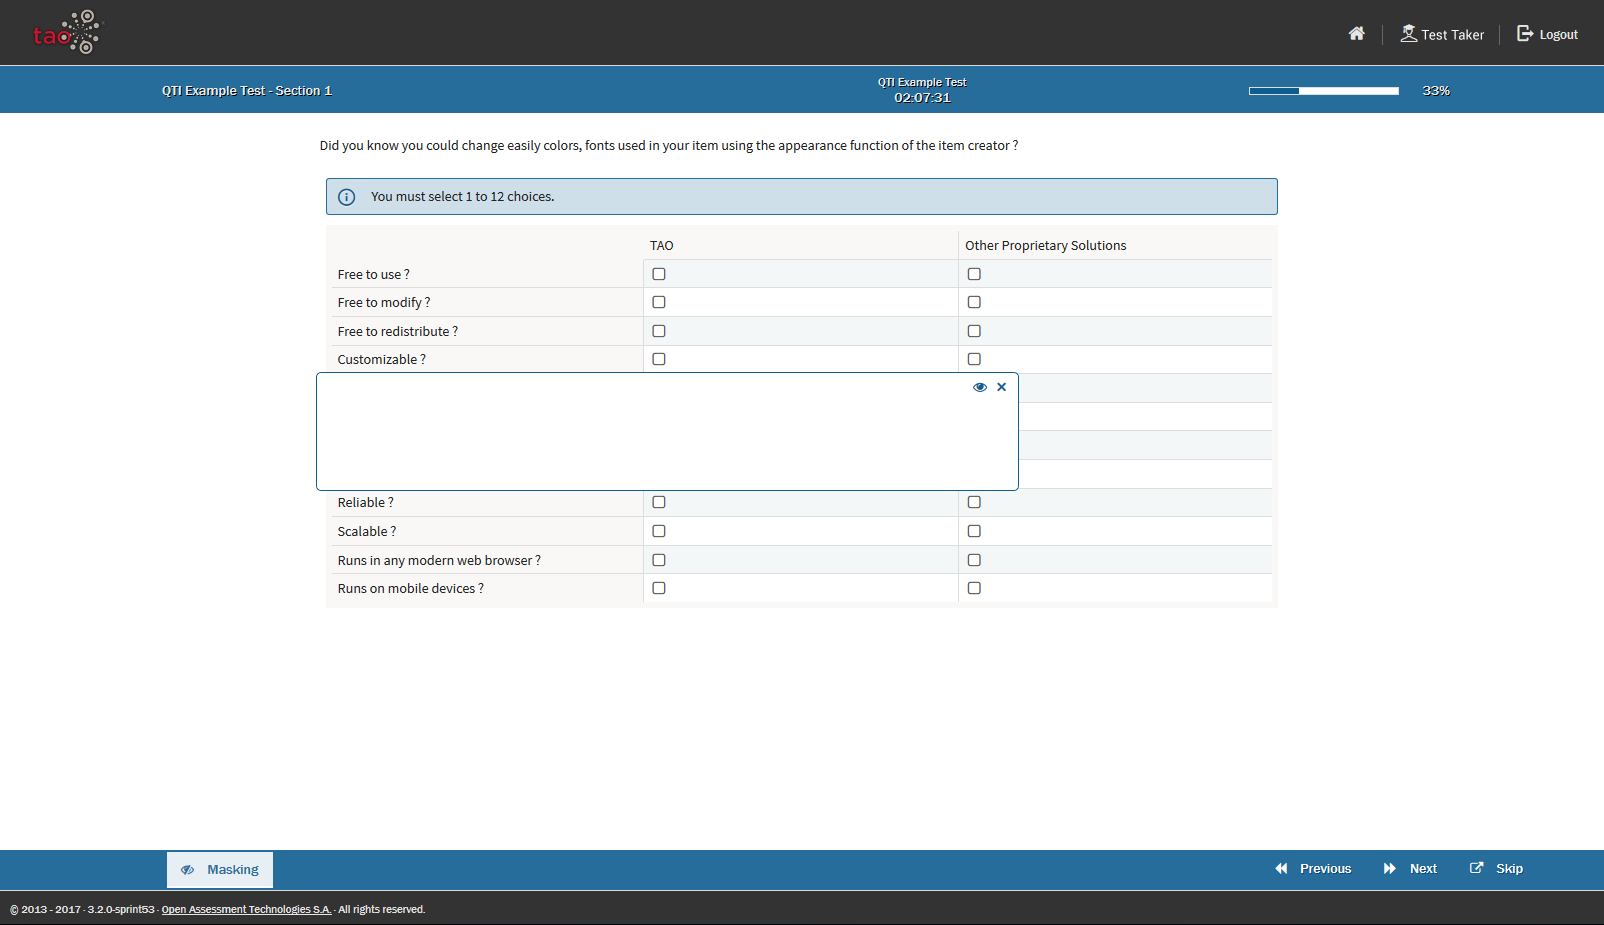 tao
Test Taker
Logout
QTI Example Test - Section 1
QTI Example Test
02:07:31
33%
Did you know you could change easily colors, fonts used in your item using the appearance function of the item creator ?
You must select 1 to 12 choices.
TAO Other Proprietary Solutions
Free to use ?
Free to modify ?
Free to redistribute ?
Customizable ?
Reliable ?
Scalable ?
Runs in any modern web browser ?
Runs on mobile devices ?
Masking
Previous
Next
Skip
© 2013 - 2017 · 3.2.0-sprint53 · Open Assessment Technologies S.A. · All rights reserved.